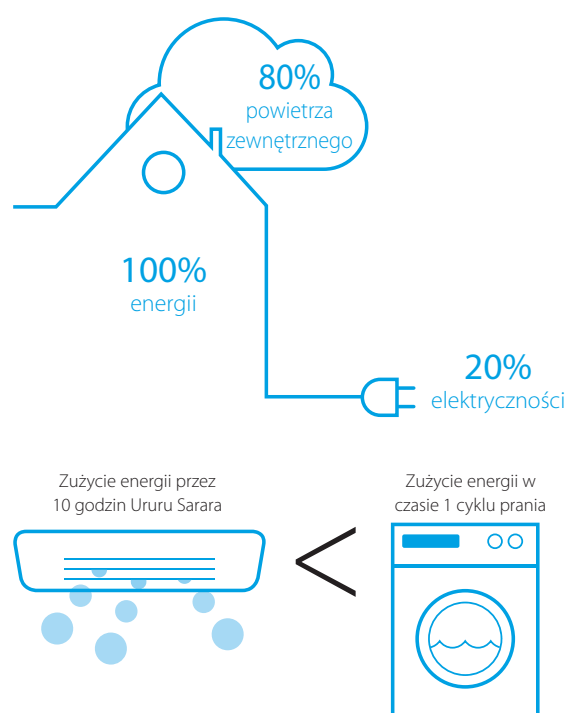 80%
powietrza
zewnętrznego
100%
energii
20%
elektryczności
Zużycie energii przez
10 godzin Ururu Sarara
Zużycie energii w
czasie 1 cyklu prania